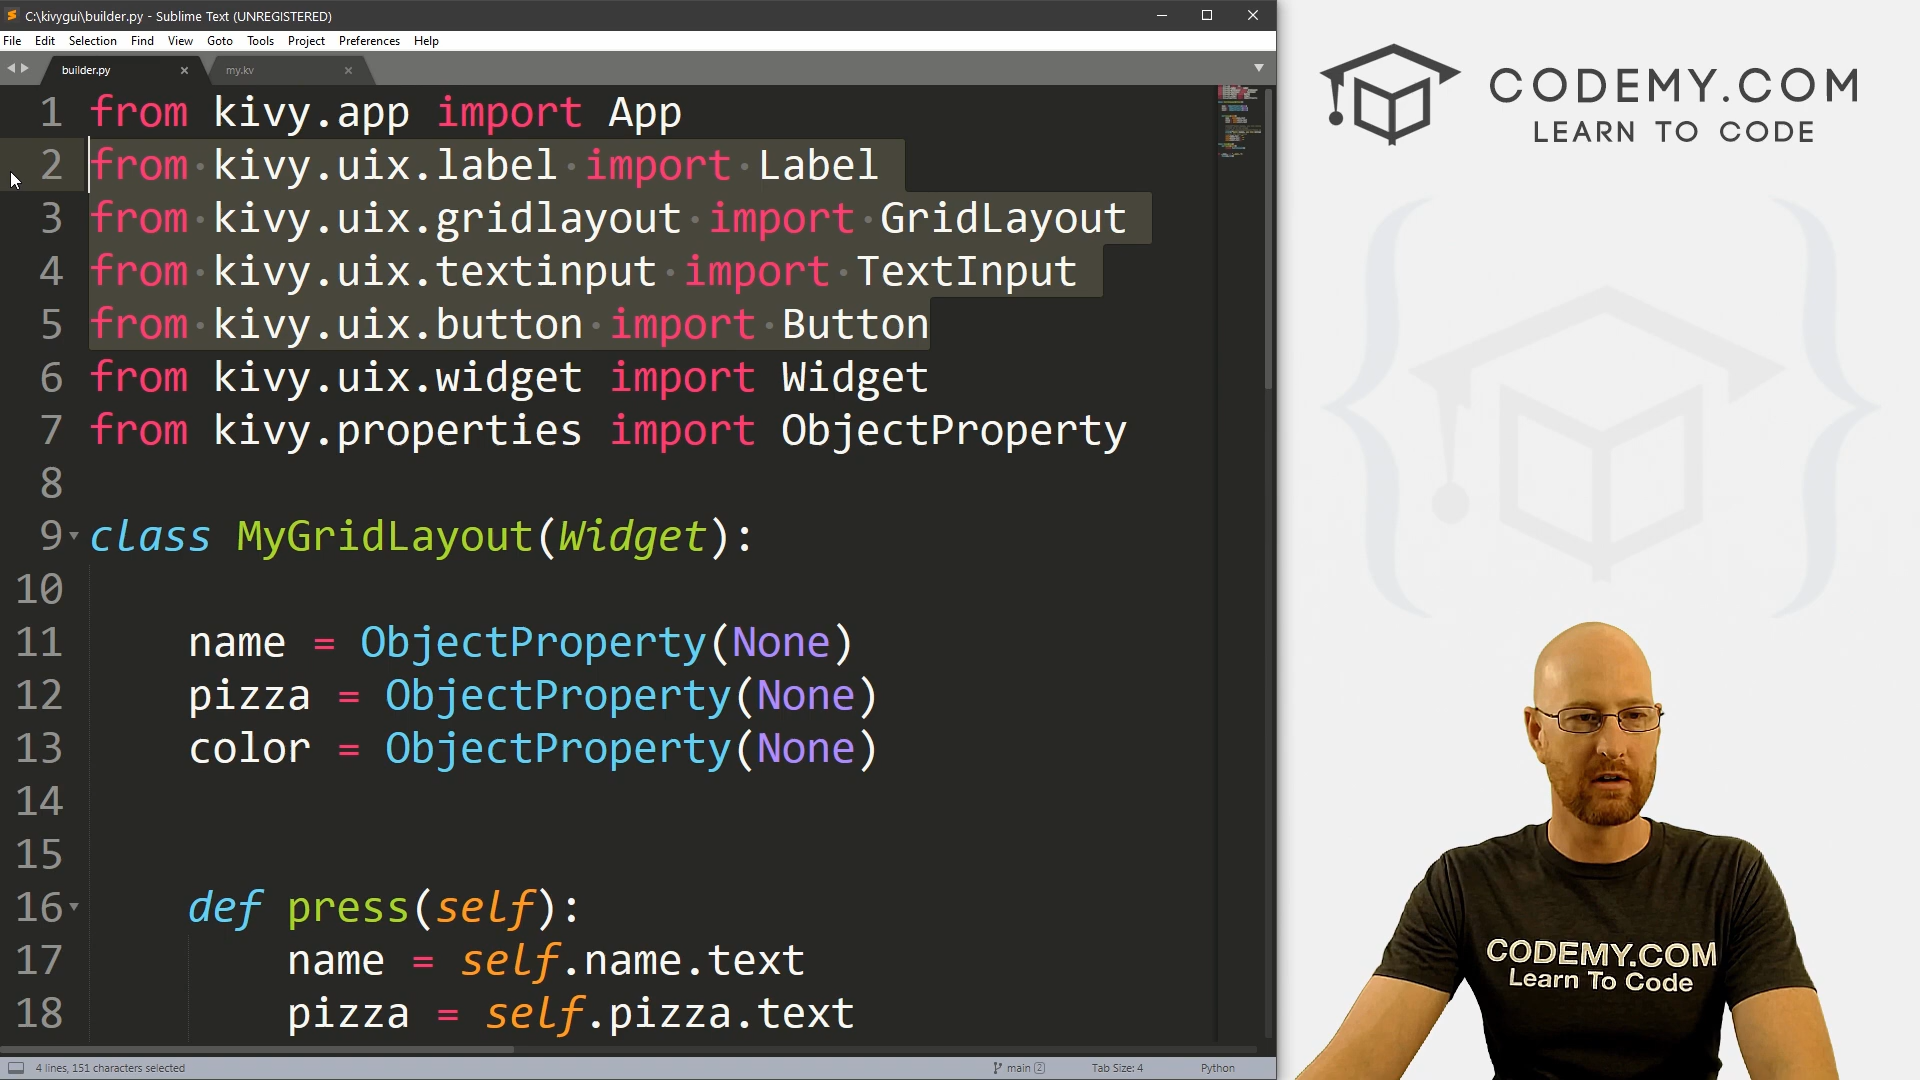 C:\kivygui\builder.py - Sublime Text (UNREGISTERED)
File Edit Selection Find View Goto Tools Project Preferences Help
builder.py my.kv
1 from kivy.app import App
2 from kivy.uix.label import Label
3 from kivy.uix.gridlayout import GridLayout
4 from kivy.uix.textinput import TextInput
5 from kivy.uix.button import Button
6 from kivy.uix.widget import Widget
7 from kivy.properties import ObjectProperty
8
9 class MyGridLayout(Widget):
10
11 name = ObjectProperty(None)
12 pizza = ObjectProperty(None)
13 color = ObjectProperty(None)
14
15
16 def press(self):
17 name = self.name.text
18 pizza = self.pizza.text
4 lines, 151 characters selected
main 2
Tab Size: 4
Python
CODEMY.COM
LEARN TO CODE
CODEMY.COM
Learn To Code